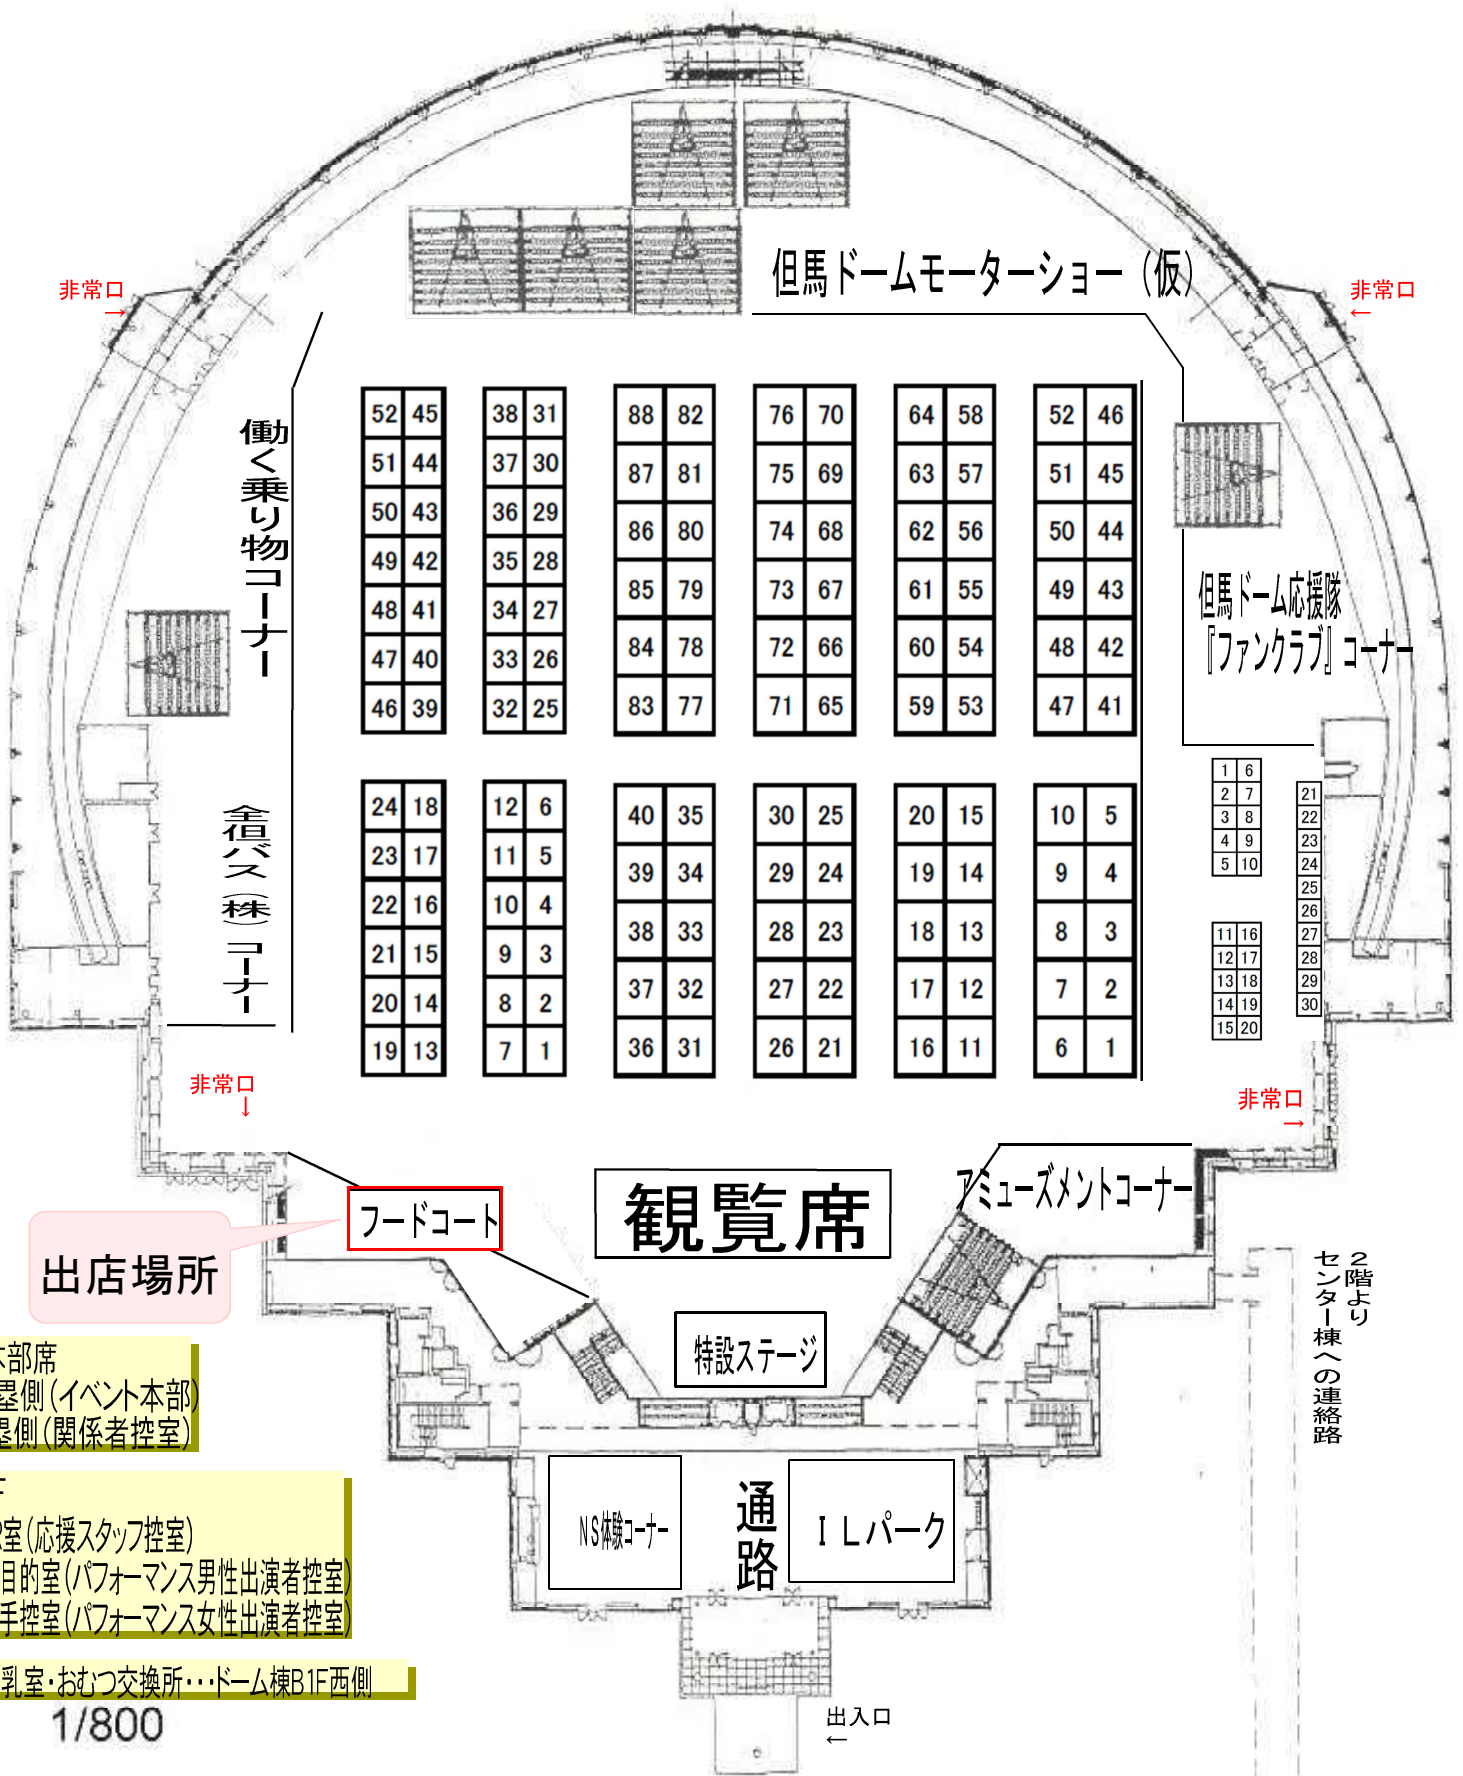 但馬ドームモーターショー（仮）
非常口
→
非常口
←
働く乗り物コーナー
52 45 38 31 88 82 76 70 64 58 52 46
51 44 37 30 87 81 75 69 63 57 51 45
50 43 36 29 86 80 74 68 62 56 50 44
49 42 35 28 85 79 73 67 61 55 49 43
48 41 34 27 84 78 72 66 60 54 48 42
47 40 33 26 83 77 71 65 59 53 47 41
46 39 32 25
但馬ドーム応援隊
『ファンクラブ』コーナー
全但バス（株）コーナー
24 18 12 6 40 35 30 25 20 15 10 5
23 17 11 5 39 34 29 24 19 14 9 4
22 16 10 4 38 33 28 23 18 13 8 3
21 15 9 3 37 32 27 22 17 12 7 2
20 14 8 2 36 31 26 21 16 11 6 1
19 13 7 1
1 6
2 7
3 8
4 9
5 10
11 16
12 17
13 18
14 19
15 20
21
22
23
24
25
26
27
28
29
30
非常口
↓
非常口
→
フードコート
観覧席
アミューズメントコーナー
出店場所
特設ステージ
2階より
センター棟への連絡路
部席
塁側（イベント本部）
塁側（関係者控室）
室（応援スタッフ控室）
目的室（パフォーマンス男性出演者控室）
手控室（パフォーマンス女性出演者控室）
乳室・おむつ交換所・・・ドーム棟B1F西側
NS体験コーナー
通路
ＩＬパーク
1/800
出入口
←